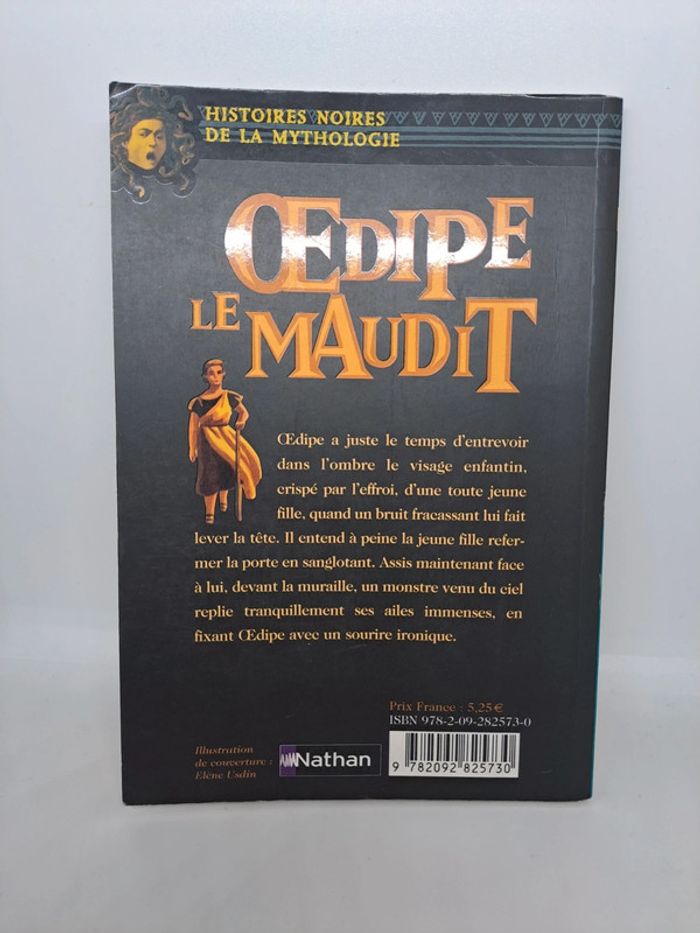 HISTOIRES NOIRES
DE LA MYTHOLOGIE
ŒDIPE
LE MAUDIT
Œdipe a juste le temps d'entrevoir
dans l'ombre le visage enfantin,
crispé par l'effroi, d'une toute jeune
fille, quand un bruit fracassant lui fait
lever la tête. Il entend à peine la jeune fille refer-
mer la porte en sanglotant. Assis maintenant face
à lui, devant la muraille, un monstre venu du ciel
replie tranquillement ses ailes immenses, en
fixant Œdipe avec un sourire ironique.
Prix France : 5,25 €
ISBN 978-2-09-282573-0
Illustration
de couverture :
Elène Usdin
Nathan
9 782092 825730